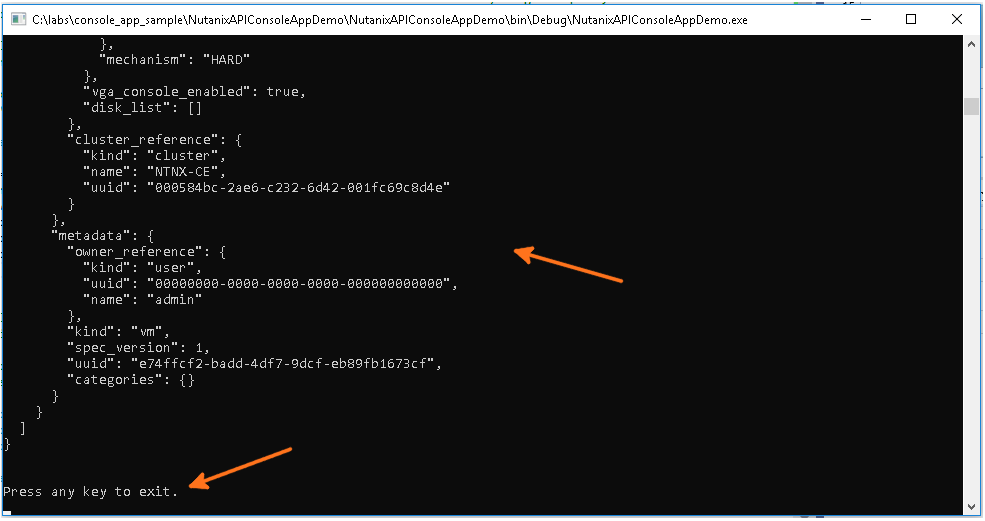 C:\labs\console_app_sample\NutanixAPIConsoleAppDemo\NutanixAPIConsoleAppDemo\bin\Debug\NutanixAPIConsoleAppDemo.exe
},
"mechanism": "HARD"
},
"vga_console_enabled": true,
"disk_list": []
},
"cluster_reference": {
"kind": "cluster",
"name": "NTNX-CE",
"uuid": "000584bc-2ae6-c232-6d42-001fc69c8d4e"
}
},
"metadata": {
"owner_reference": {
"kind": "user",
"uuid": "00000000-0000-0000-0000-000000000000",
"name": "admin"
},
"kind": "vm",
"spec_version": 1,
"uuid": "e74ffcf2-badd-4df7-9dcf-eb89fb1673cf",
"categories": {}
}
}
]
}
Press any key to exit.